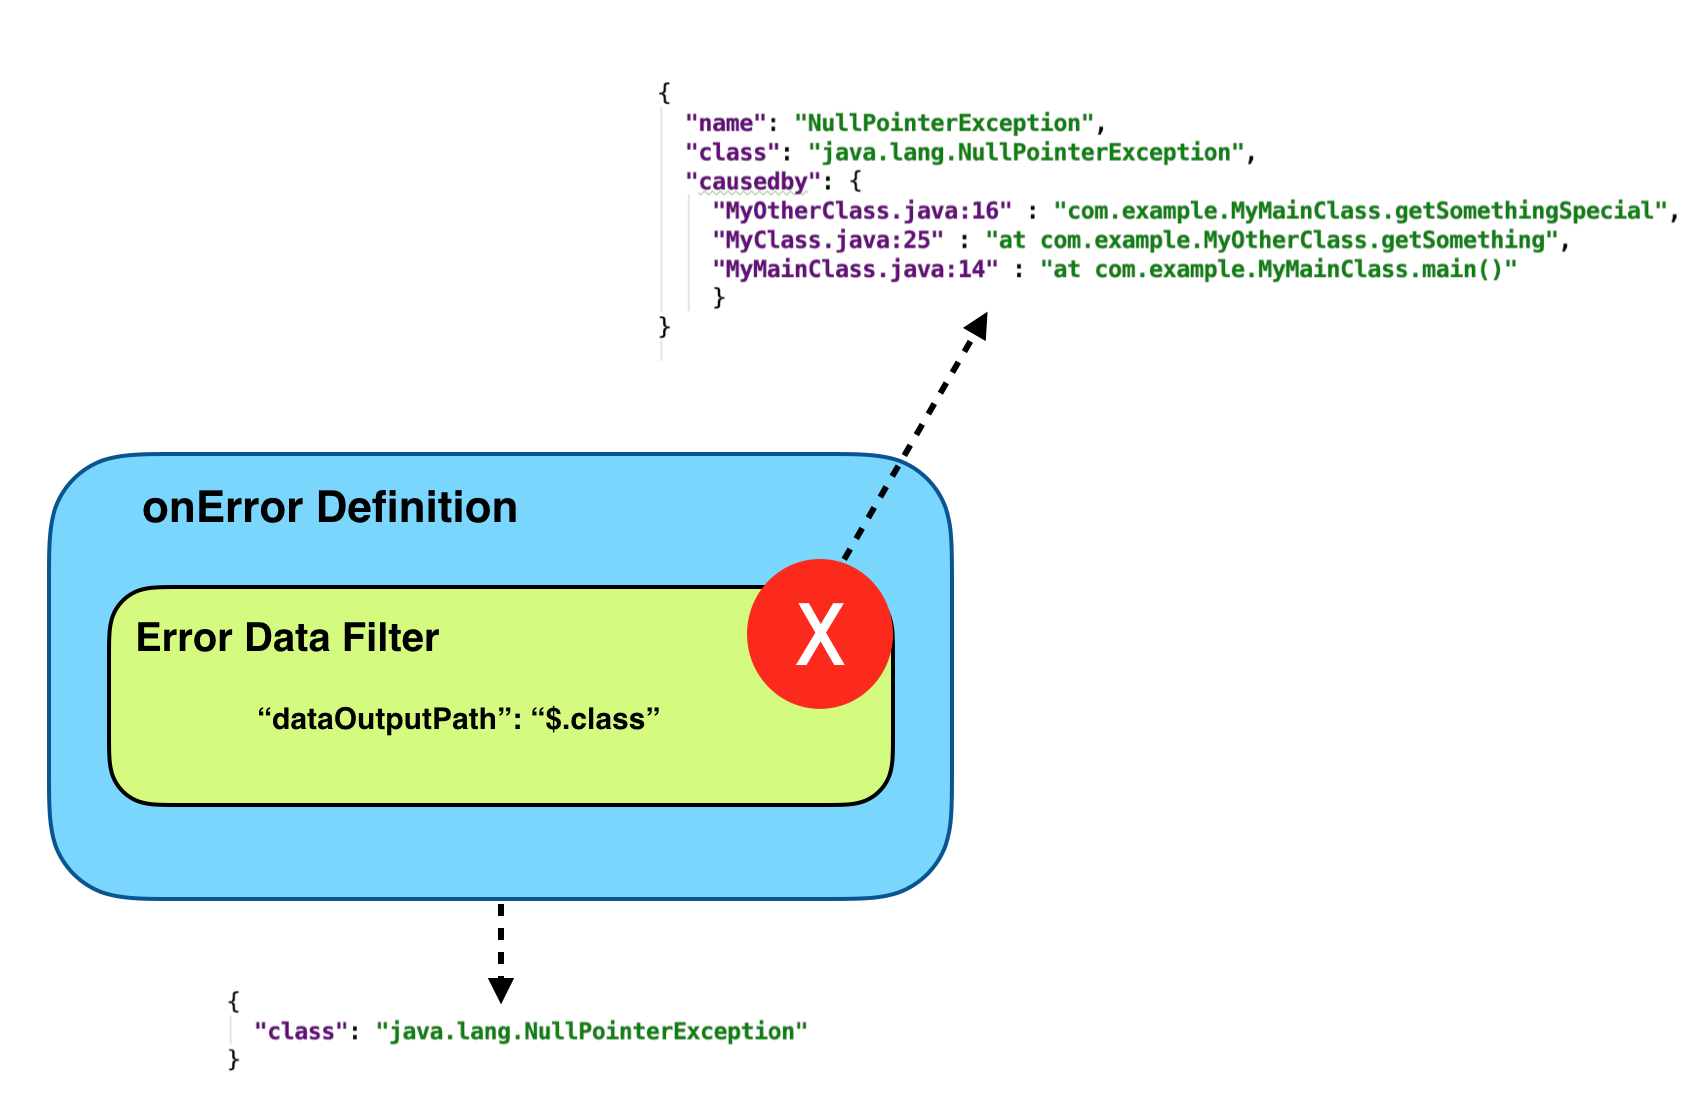 {
"name": "NullPointerException",
"class": "java.lang.NullPointerException",
"causedby": {
"MyOtherClass.java:16" : "com.example.MyMainClass.getSomethingSpecial",
"MyClass.java:25" : "at com.example.MyOtherClass.getSomething",
"MyMainClass.java:14" : "at com.example.MyMainClass.main()"
}
}
onError Definition
X
Error Data Filter
“dataOutputPath”: “$.class”
{
"class": "java.lang.NullPointerException"
}